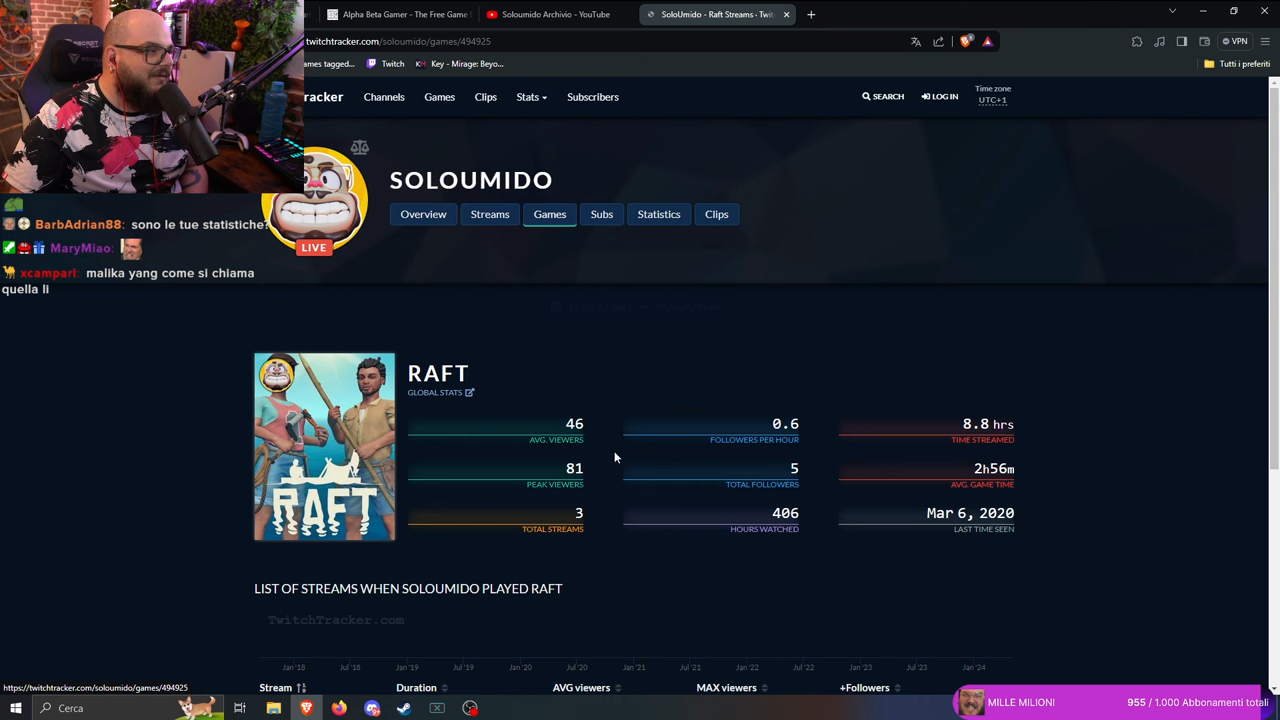 Alpha Beta Gamer - The Free Game
Soloumido Archivio - YouTube
SoloUmido - Raft Streams · Twit
twitchtracker.com/soloumido/games/494925
VPN
ames tagged...
Twitch
Key - Mirage: Beyo...
Tutti i preferiti
tracker
Channels
Games
Clips
Stats
Subscribers
SEARCH
LOG IN
Time zone
UTC+1
SOLOUMIDO
Overview
Streams
Games
Subs
Statistics
Clips
LIVE
BarbAdrian88: sono le tue statistiche?
MaryMiao:
xcampari: malika yang come si chiama
quella li
RAFT
RAFT
GLOBAL STATS
46
AVG. VIEWERS
0.6
FOLLOWERS PER HOUR
8.8 hrs
TIME STREAMED
81
PEAK VIEWERS
5
TOTAL FOLLOWERS
2h56m
AVG. GAME TIME
3
TOTAL STREAMS
406
HOURS WATCHED
Mar 6, 2020
LAST TIME SEEN
LIST OF STREAMS WHEN SOLOUMIDO PLAYED RAFT
TwitchTracker.com
Jan '18 Jul '18 Jan '19 Jul '19 Jan '20 Jul '20 Jan '21 Jul '21 Jan '22 Jul '22 Jan '23 Jul '23 Jan '24
Stream Duration AVG viewers MAX viewers +Followers
https://twitchtracker.com/soloumido/games/494925
Cerca
MILLE MILIONI
955 / 1.000 Abbonamenti totali